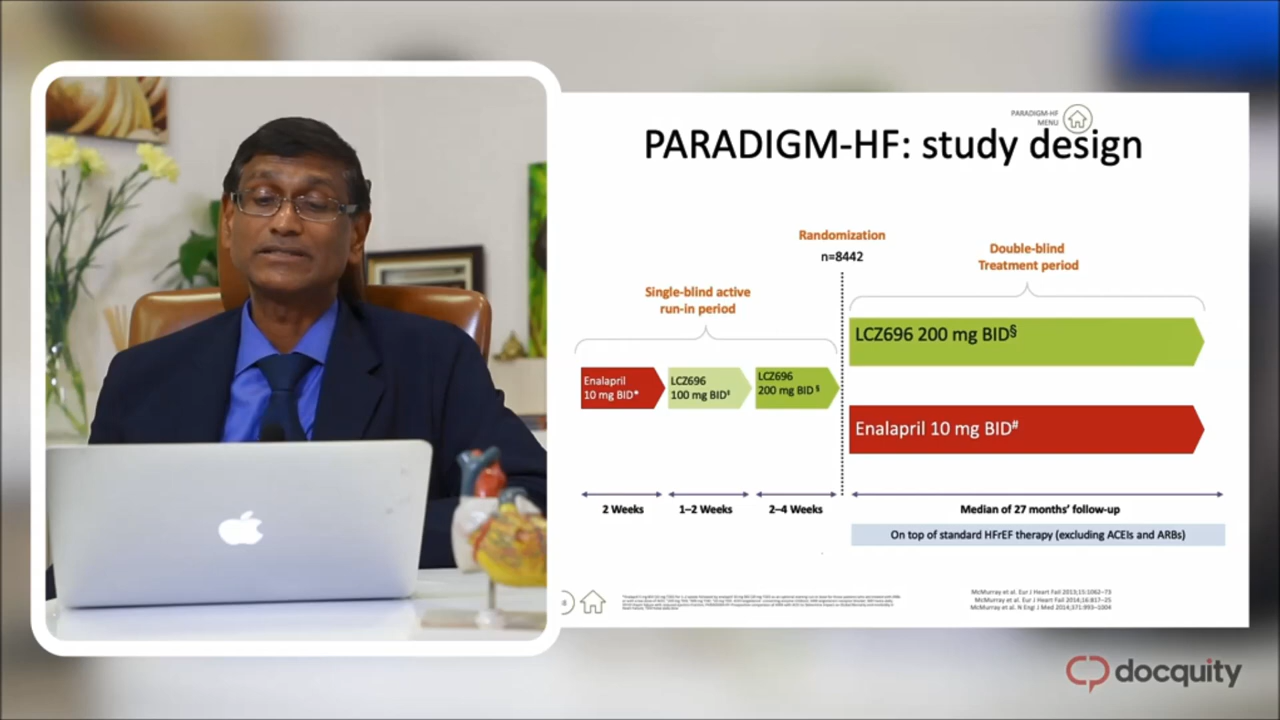 PARADIGM-HF
MENU
PARADIGM-HF: study design
Randomization
n=8442
Double-blind
Treatment period
Single-blind active
run-in period
LCZ696 200 mg BID§
Enalapril
10 mg BID*
LCZ696
100 mg BID‡
LCZ696
200 mg BID §
Enalapril 10 mg BID#
2 Weeks
1–2 Weeks
2–4 Weeks
Median of 27 months’ follow-up
On top of standard HFrEF therapy (excluding ACEIs and ARBs)
McMurray et al. Eur J Heart Fail 2013;15:1062–73
McMurray et al. Eur J Heart Fail 2014;16:817–25
McMurray et al. N Engl J Med 2014;371:993–1004
docquity